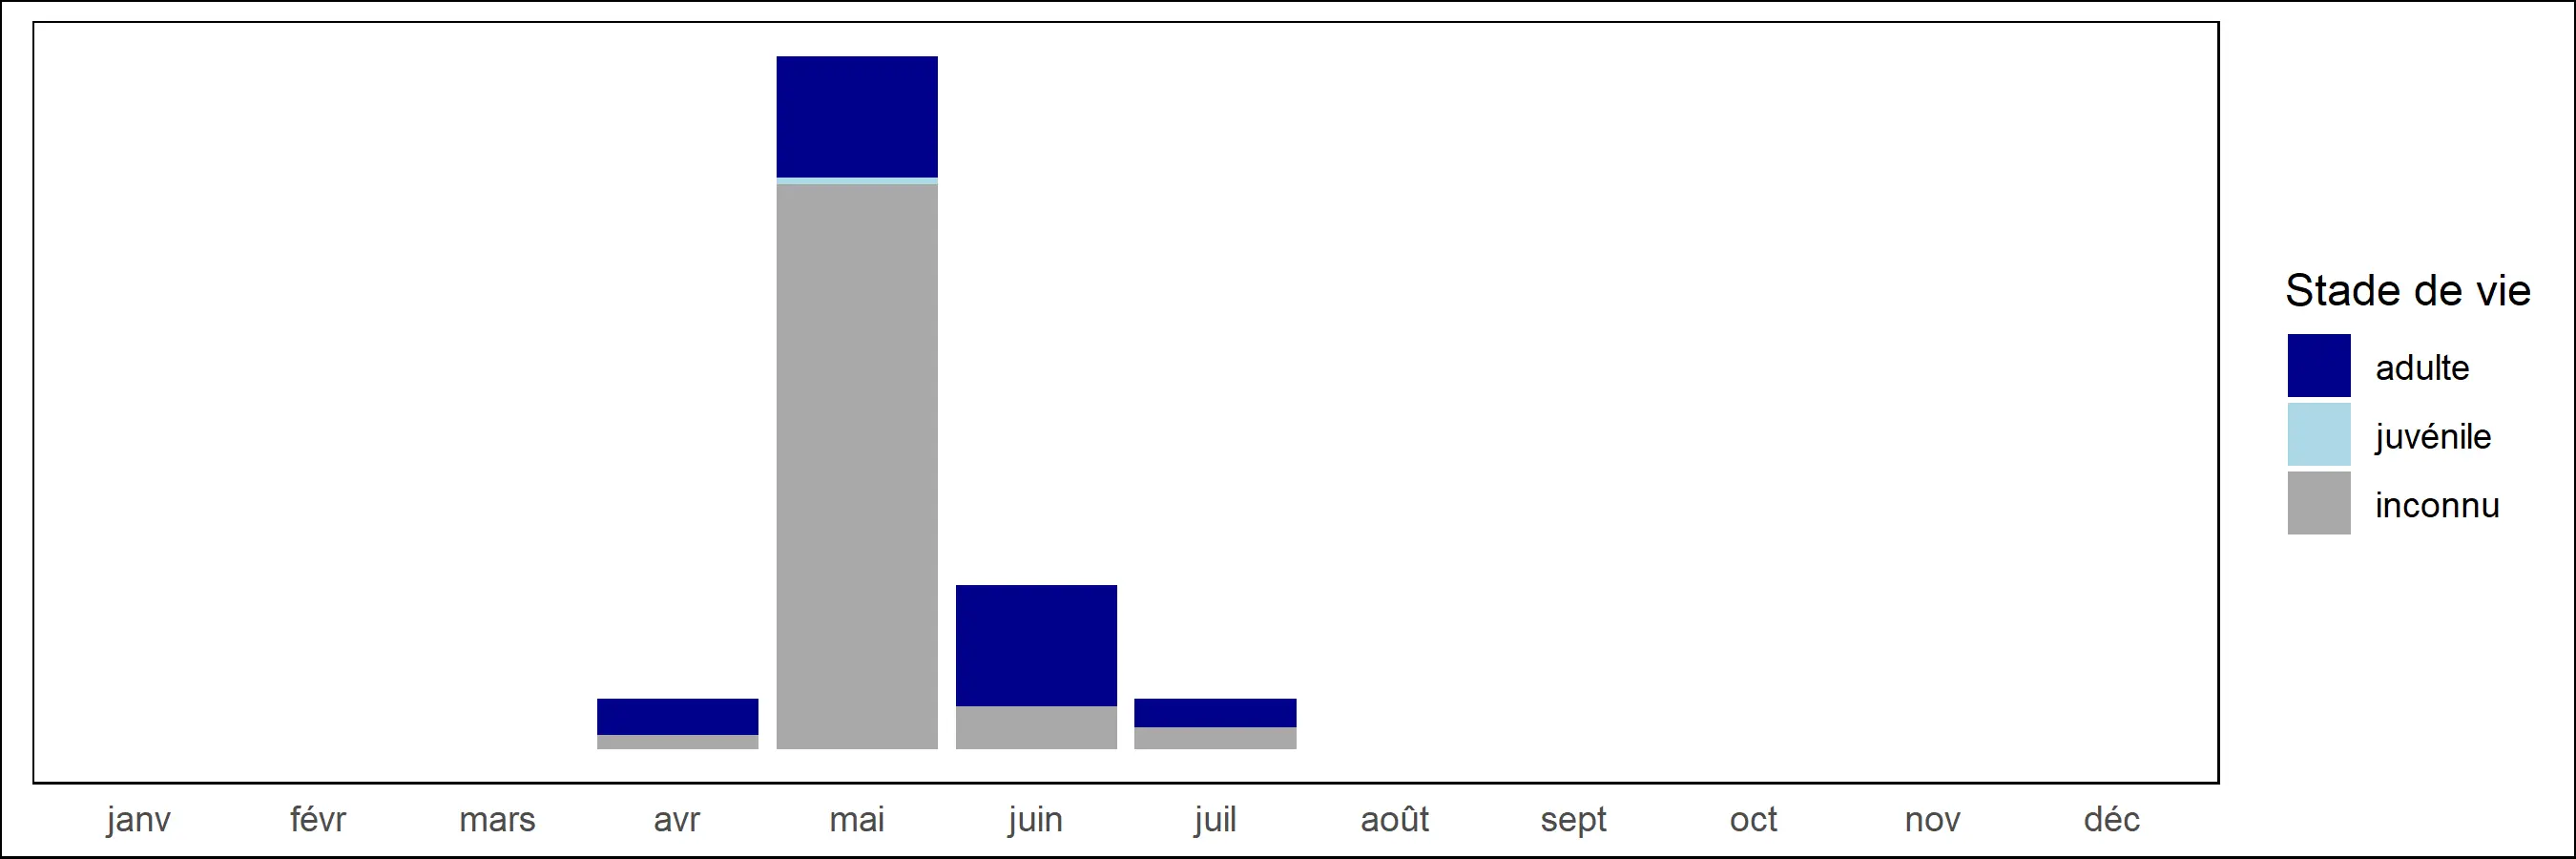 Stade de vie
adulte
juvénile
inconnu
janv févr mars avr mai juin juil août sept oct nov déc